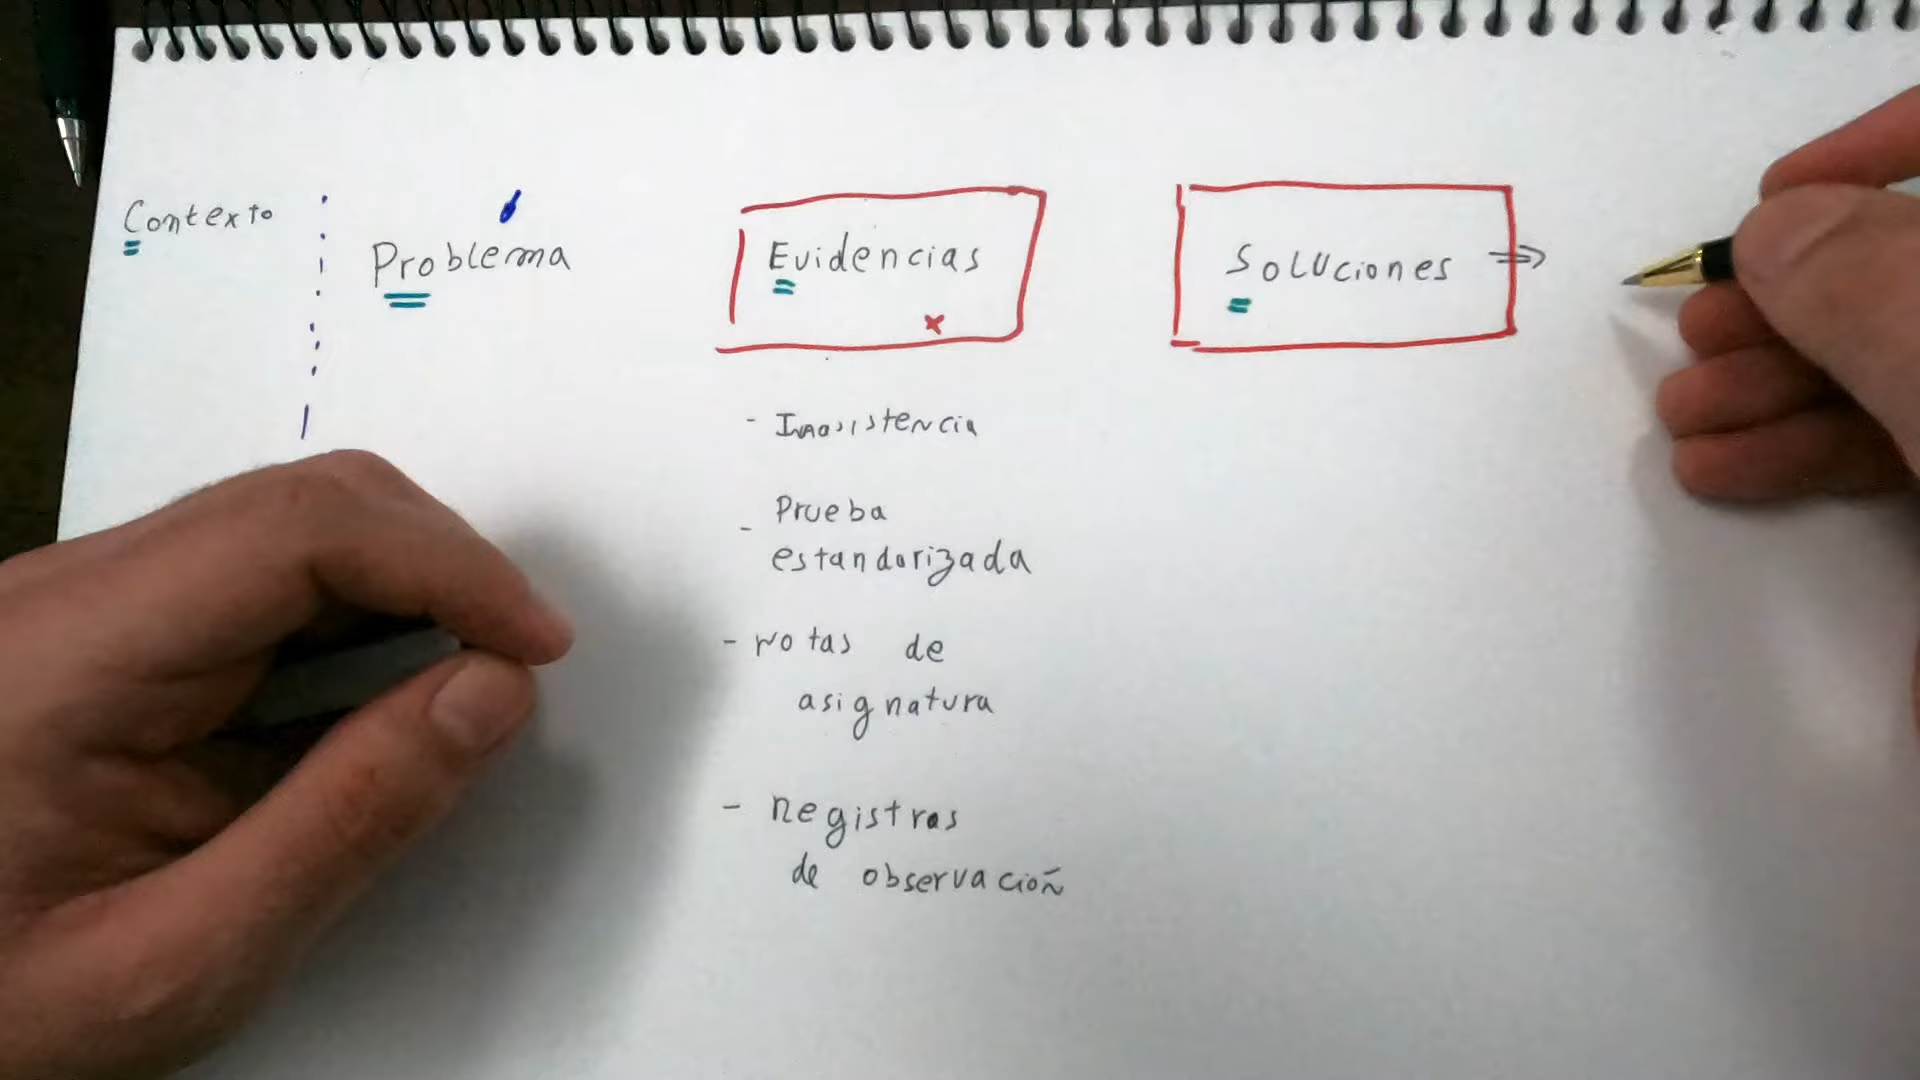 Contexto
Problema
Evidencias
Soluciones
- Inasistencia
- Prueba
estandarizada
- Notas de
asignatura
- Registros
de observación